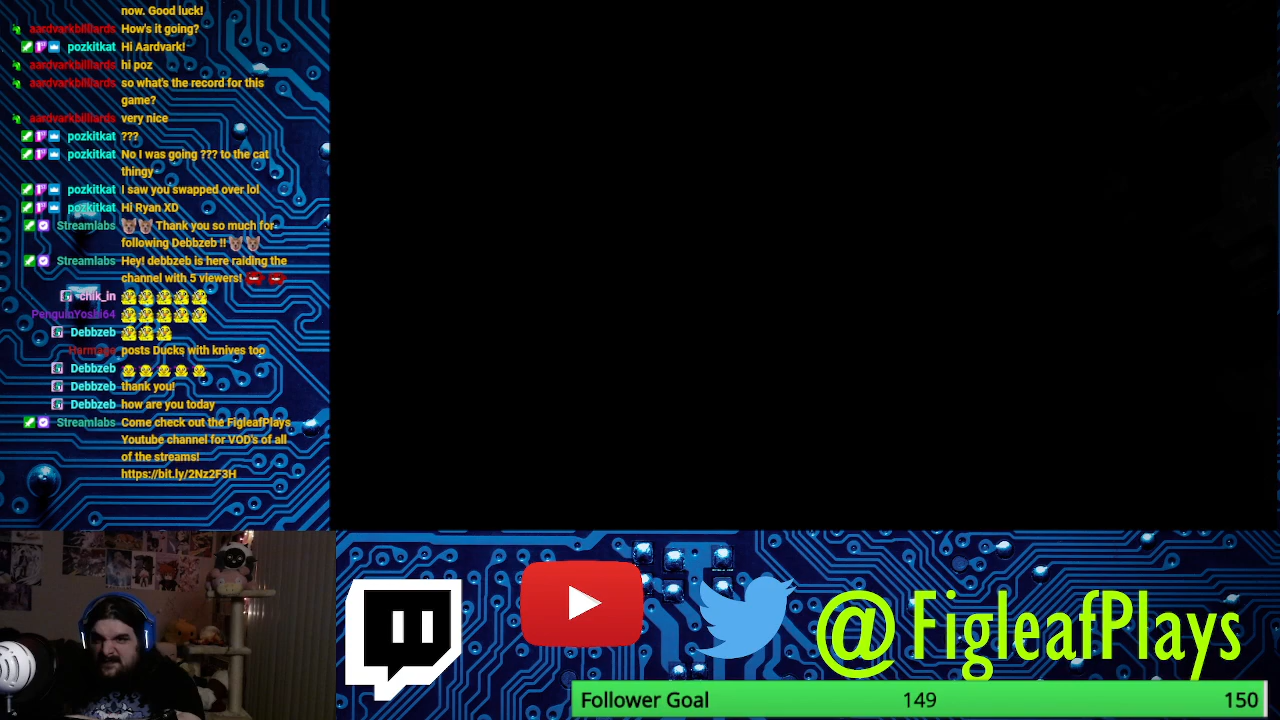 now. Good luck!
aardvarkbilliards How's it going?
pozkitkat Hi Aardvark!
aardvarkbilliards hi poz
aardvarkbilliards so what's the record for this
game?
aardvarkbilliards very nice
pozkitkat ???
pozkitkat No I was going ??? to the cat
thingy
pozkitkat I saw you swapped over lol
pozkitkat Hi Ryan XD
Streamlabs Thank you so much for
following Debbzeb !!
Streamlabs Hey! debbzeb is here raiding the
channel with 5 viewers!
chik_in
PenguinYoshi64
Debbzeb
posts Ducks with knives too
Debbzeb
Debbzeb thank you!
Debbzeb how are you today
Streamlabs Come check out the FigleafPlays
Youtube channel for VOD's of all
of the streams!
https://bit.ly/2Nz2F3H
@FigleafPlays
Follower Goal 149 150